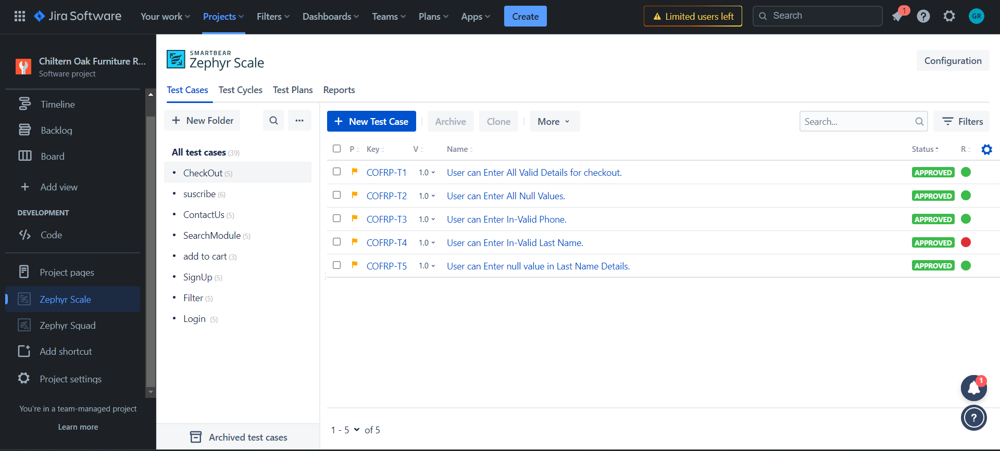 Jira Software Your work Projects Filters Dashboards Teams Plans Apps Create Limited users left Search 1 GR
Chiltern Oak Furniture R...
Software project
Timeline
Backlog
Board
Add view
DEVELOPMENT
Code
Project pages
Zephyr Scale
Zephyr Squad
Add shortcut
Project settings
You're in a team-managed project
Learn more
SMARTBEAR
Zephyr Scale
Configuration
Test Cases Test Cycles Test Plans Reports
New Folder
All test cases (39)
CheckOut (5)
suscribe (6)
ContactUs (5)
SearchModule (5)
add to cart (3)
SignUp (5)
Filter (5)
Login (5)
Archived test cases
+ New Test Case Archive Clone More Search... Filters
P Key V Name Status R
COFRP-T1 1.0 User can Enter All Valid Details for checkout. APPROVED
COFRP-T2 1.0 User can Enter All Null Values. APPROVED
COFRP-T3 1.0 User can Enter In-Valid Phone. APPROVED
COFRP-T4 1.0 User can Enter In-Valid Last Name. APPROVED
COFRP-T5 1.0 User can Enter null value in Last Name Details. APPROVED
1
?
1 - 5 of 5